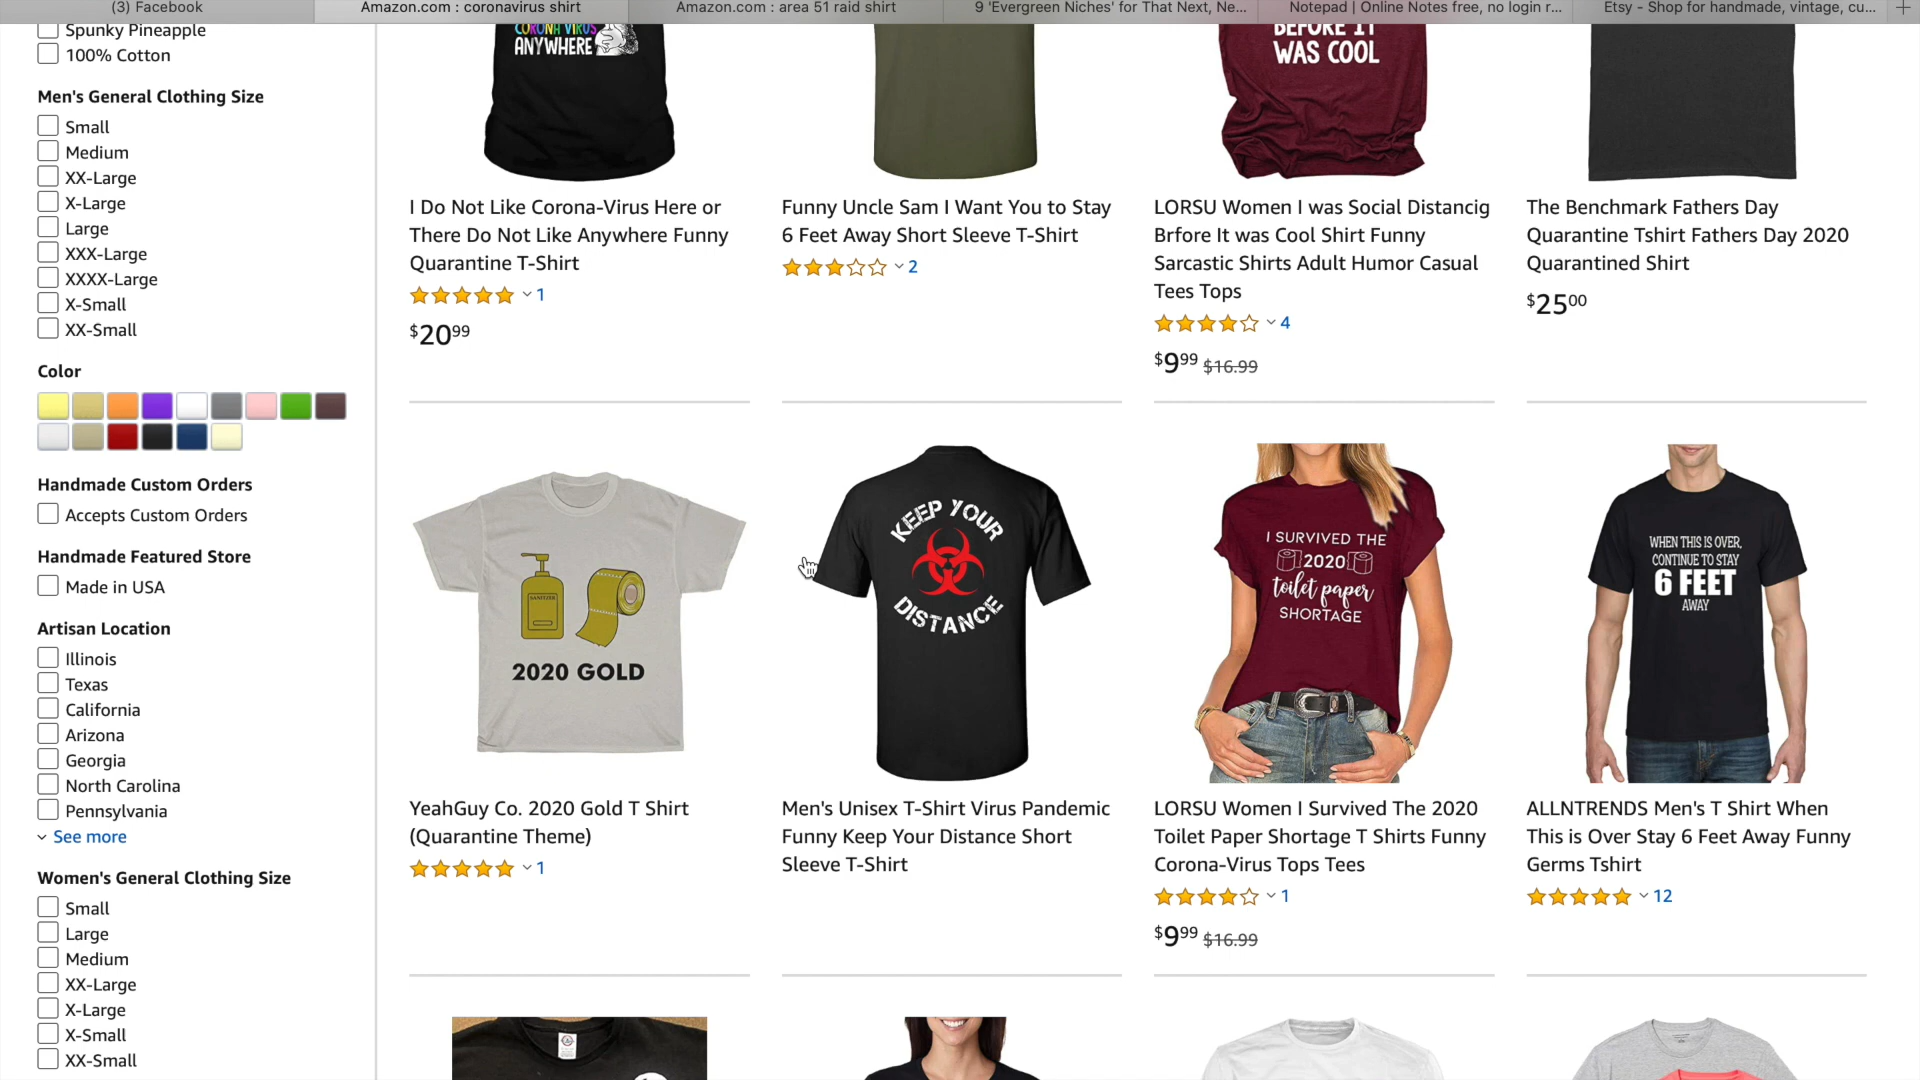 (3) Facebook
Amazon.com : coronavirus shirt
Amazon.com : area 51 raid shirt
9 'Evergreen Niches' for That Next, Ne...
Notepad | Online Notes free, no login r...
Etsy - Shop for handmade, vintage, cu...
Spunky Pineapple
100% Cotton
Men's General Clothing Size
Small
Medium
XX-Large
X-Large
Large
XXX-Large
XXXX-Large
X-Small
XX-Small
Color
Handmade Custom Orders
Accepts Custom Orders
Handmade Featured Store
Made in USA
Artisan Location
Illinois
Texas
California
Arizona
Georgia
North Carolina
Pennsylvania
See more
Women's General Clothing Size
Small
Large
Medium
XX-Large
X-Large
X-Small
XX-Small
CORONA VIRUS
ANYWHERE
I Do Not Like Corona-Virus Here or
There Do Not Like Anywhere Funny
Quarantine T-Shirt
1
$2099
Funny Uncle Sam I Want You to Stay
6 Feet Away Short Sleeve T-Shirt
2
BEFORE IT
WAS COOL
LORSU Women I was Social Distancig
Brfore It was Cool Shirt Funny
Sarcastic Shirts Adult Humor Casual
Tees Tops
4
$999 $16.99
The Benchmark Fathers Day
Quarantine Tshirt Fathers Day 2020
Quarantined Shirt
$2500
SANITIZER
2020 GOLD
YeahGuy Co. 2020 Gold T Shirt
(Quarantine Theme)
1
KEEP YOUR
DISTANCE
Men's Unisex T-Shirt Virus Pandemic
Funny Keep Your Distance Short
Sleeve T-Shirt
I SURVIVED THE
2020
toilet paper
SHORTAGE
LORSU Women I Survived The 2020
Toilet Paper Shortage T Shirts Funny
Corona-Virus Tops Tees
1
$999 $16.99
WHEN THIS IS OVER,
CONTINUE TO STAY
6 FEET
AWAY
ALLNTRENDS Men's T Shirt When
This is Over Stay 6 Feet Away Funny
Germs Tshirt
12